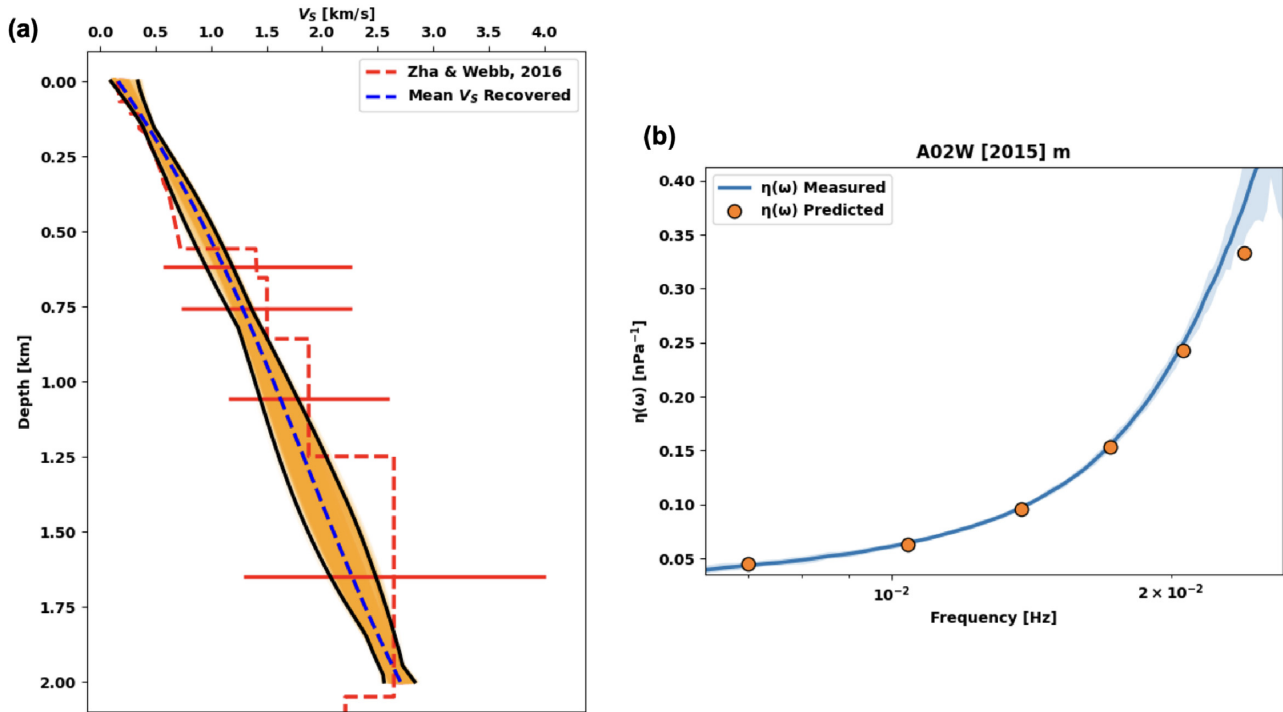 (a)
V_S [km/s]
0.0 0.5 1.0 1.5 2.0 2.5 3.0 3.5 4.0
Zha & Webb, 2016
Mean V_S Recovered
Depth [km]
0.00
0.25
0.50
0.75
1.00
1.25
1.50
1.75
2.00
(b)
A02W [2015] m
η(ω) Measured
η(ω) Predicted
η(ω) [nPa⁻¹]
0.40
0.35
0.30
0.25
0.20
0.15
0.10
0.05
10⁻² 2 × 10⁻²
Frequency [Hz]